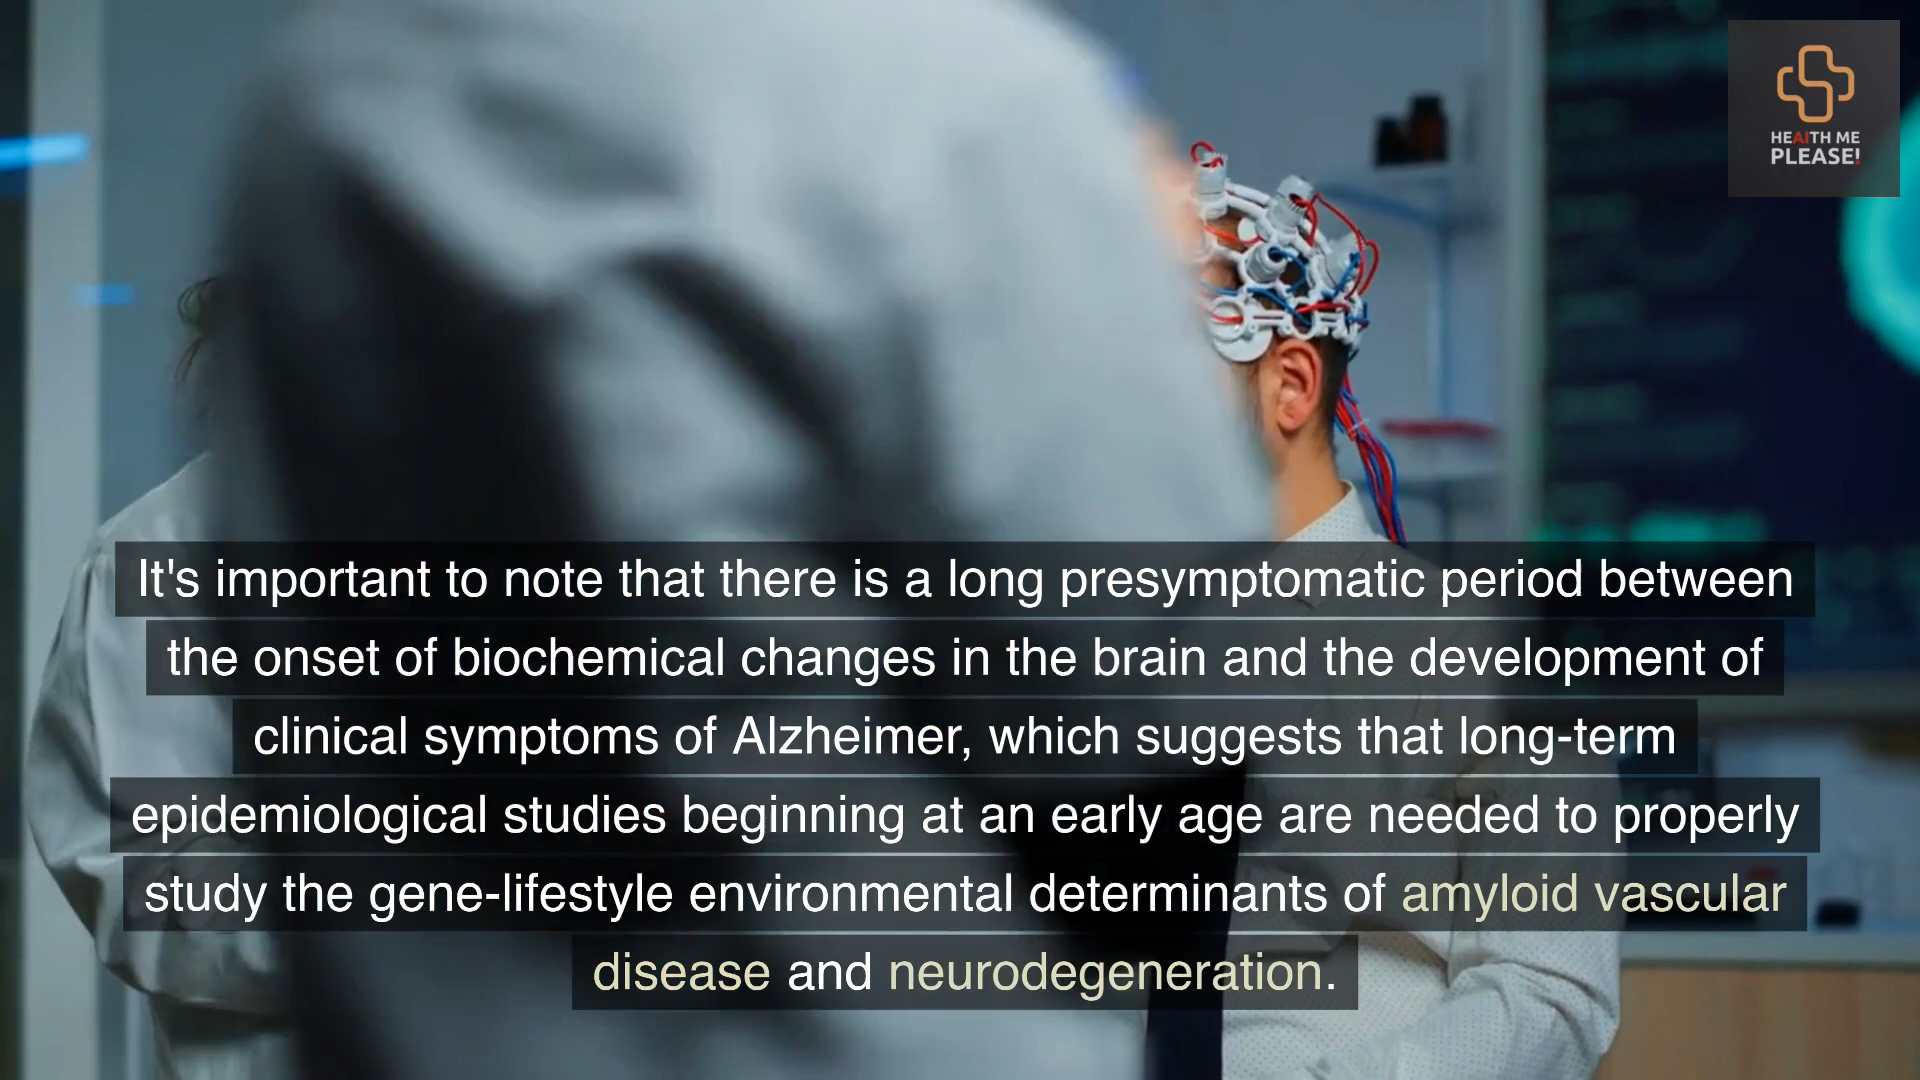 HEAITH ME
PLEASE!
It's important to note that there is a long presymptomatic period between
the onset of biochemical changes in the brain and the development of
clinical symptoms of Alzheimer, which suggests that long-term
epidemiological studies beginning at an early age are needed to properly
study the gene-lifestyle environmental determinants of amyloid vascular
disease and neurodegeneration.